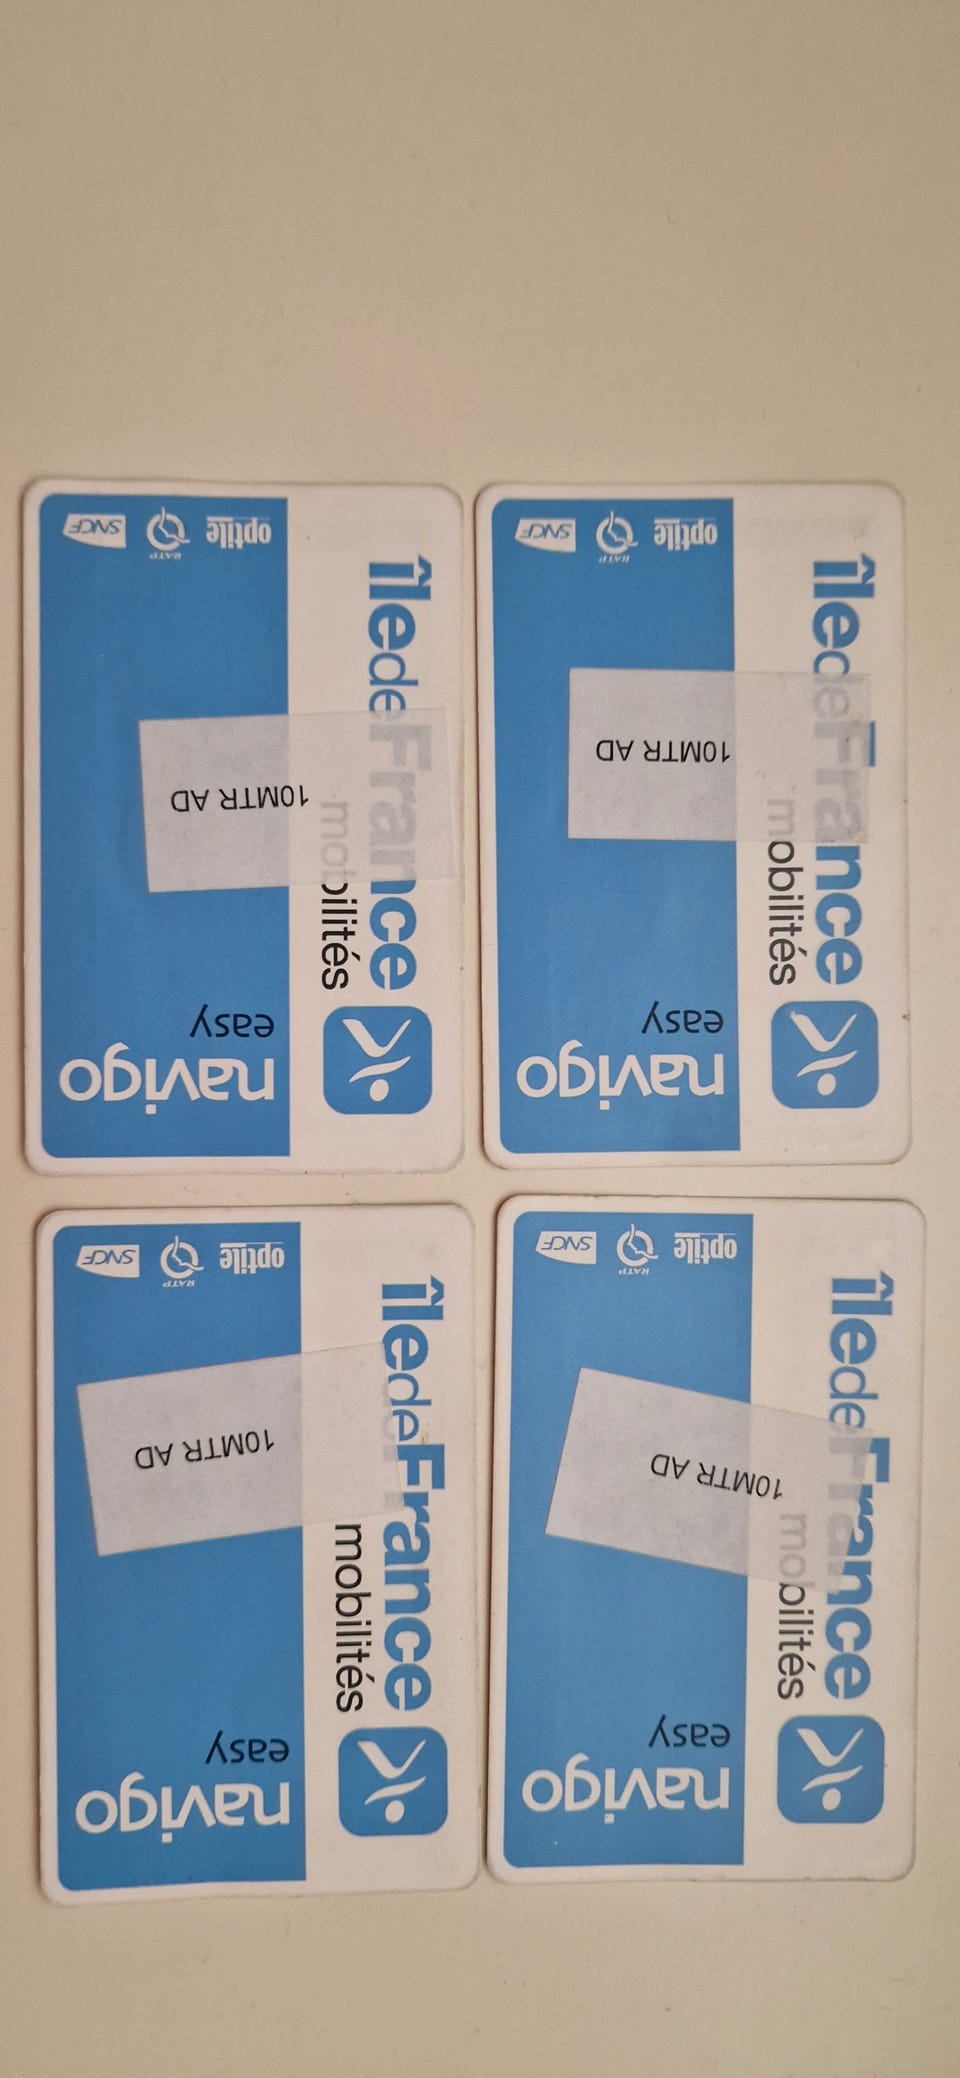 navigo
easy
10MTR AD
optile
RATP
SNCF
îledeFrance
mobilités
navigo
easy
10MTR AD
optile
RATP
SNCF
îledeFrance
mobilités
navigo
easy
10MTR AD
optile
RATP
SNCF
îledeFrance
mobilités
navigo
easy
10MTR AD
optile
RATP
SNCF
îledeFrance
mobilités